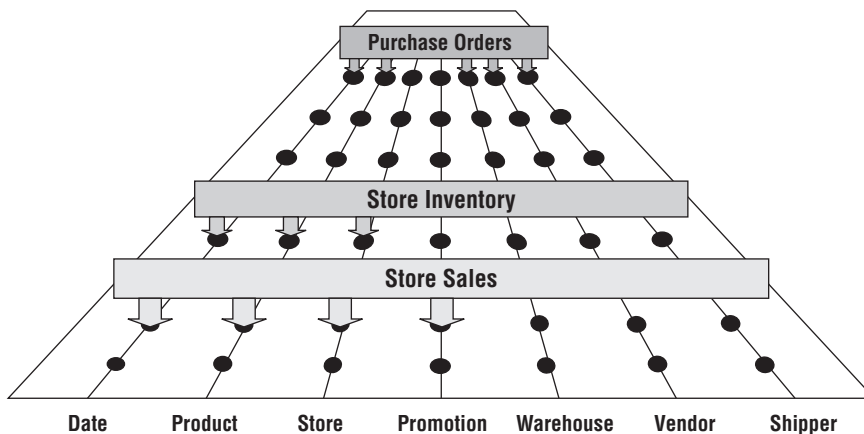 Purchase Orders
Store Inventory
Store Sales
Date Product Store Promotion Warehouse Vendor Shipper